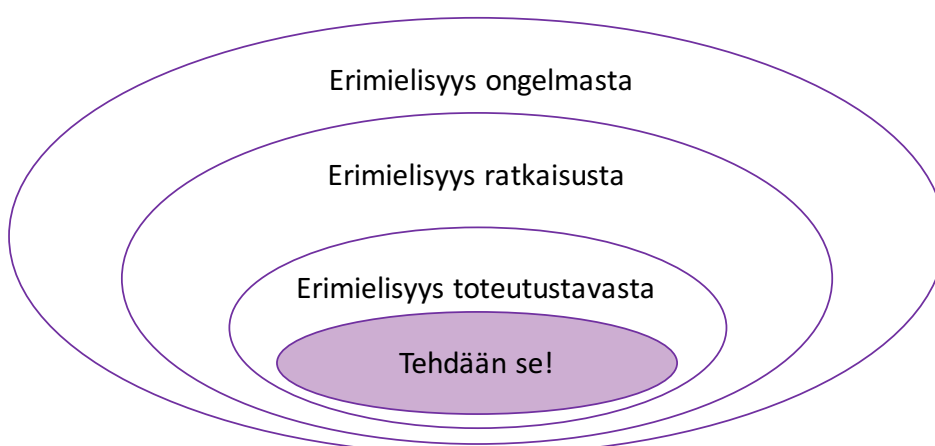 Erimielisyys ongelmasta
Erimielisyys ratkaisusta
Erimielisyys toteutustavasta
Tehdään se!